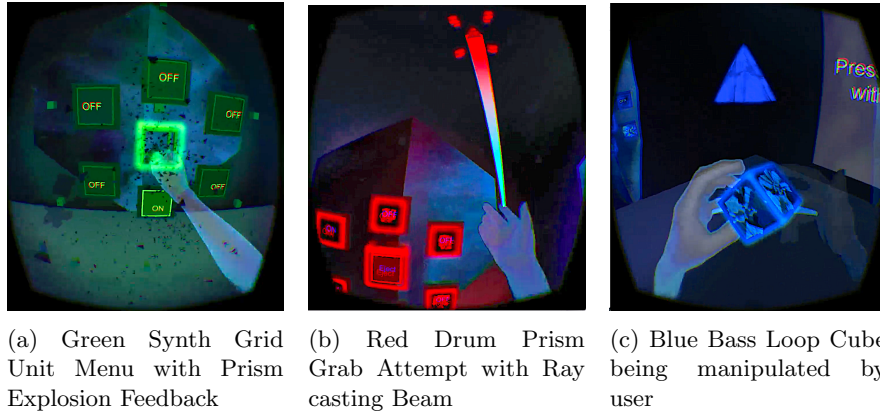 OFF
OFF
OFF
OFF
OFF
ON
Pres
with
(a) Green Synth Grid
Unit Menu with Prism
Explosion Feedback
(b) Red Drum Prism
Grab Attempt with Ray
casting Beam
(c) Blue Bass Loop Cube
being manipulated by
user